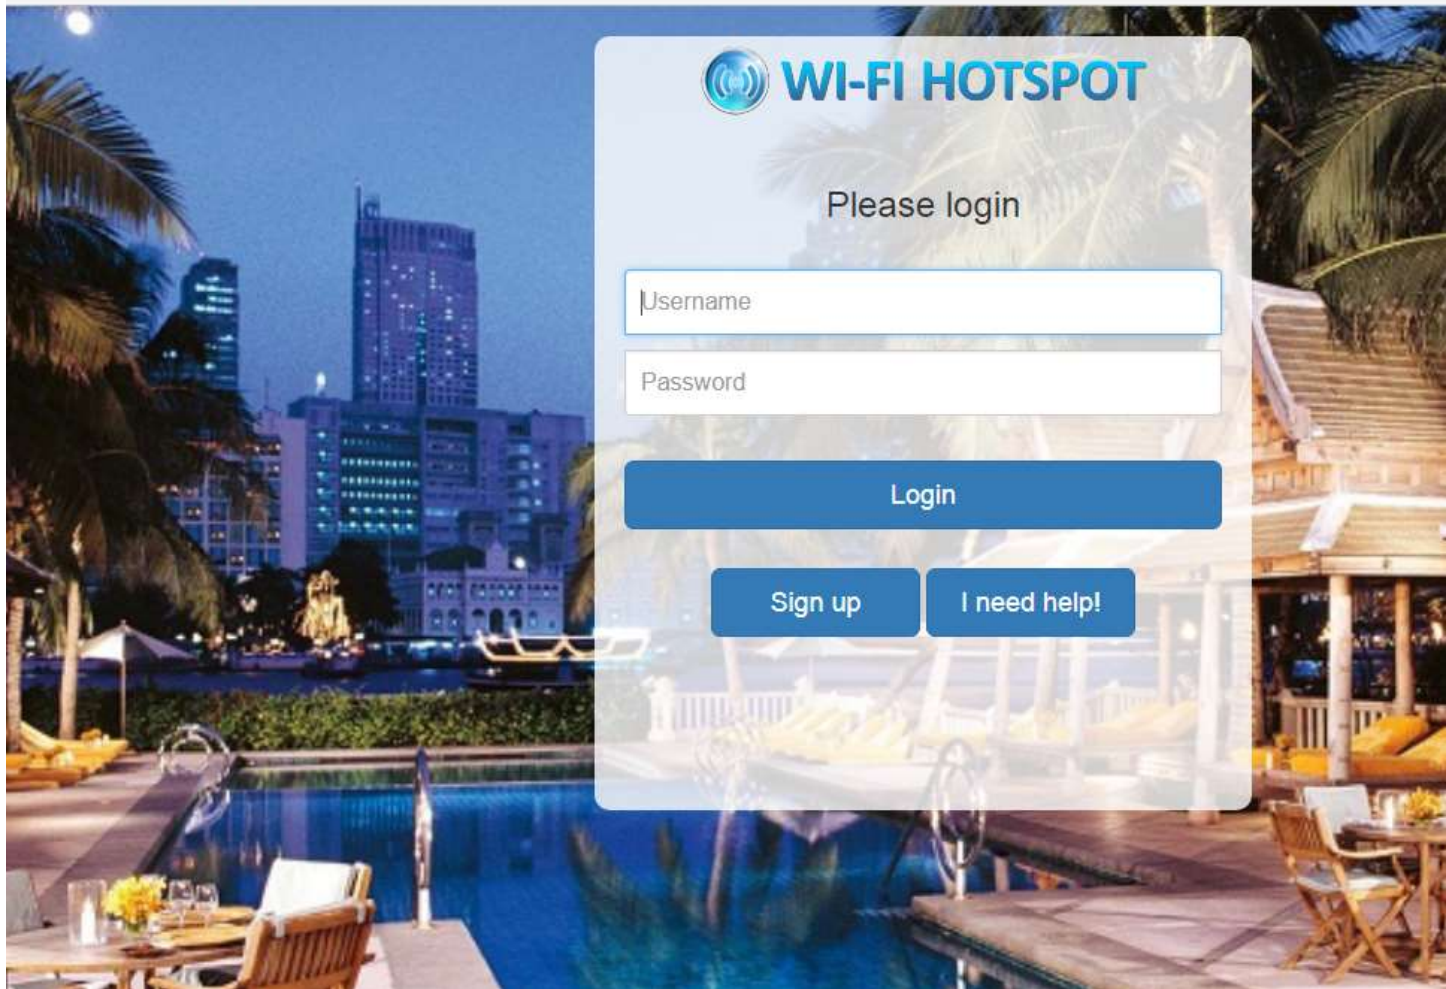 WI-FI HOTSPOT
Please login
Username
Password
Login
Sign up
I need help!